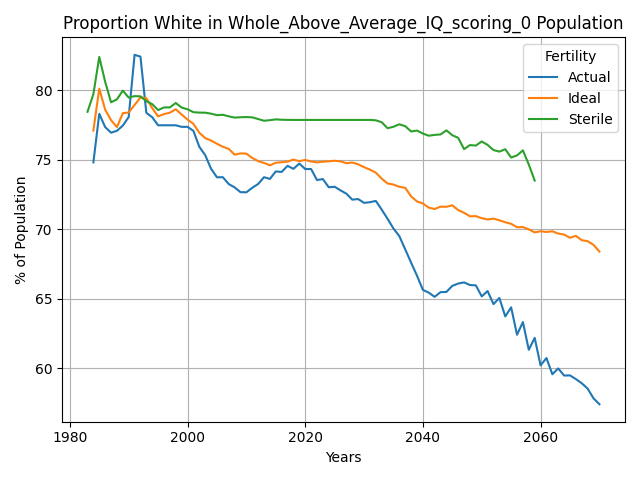 Proportion White in Whole_Above_Average_IQ_scoring_0 Population
% of Population
80
75
70
65
60
Fertility
Actual
Ideal
Sterile
1980
2000
2020
2040
2060
Years